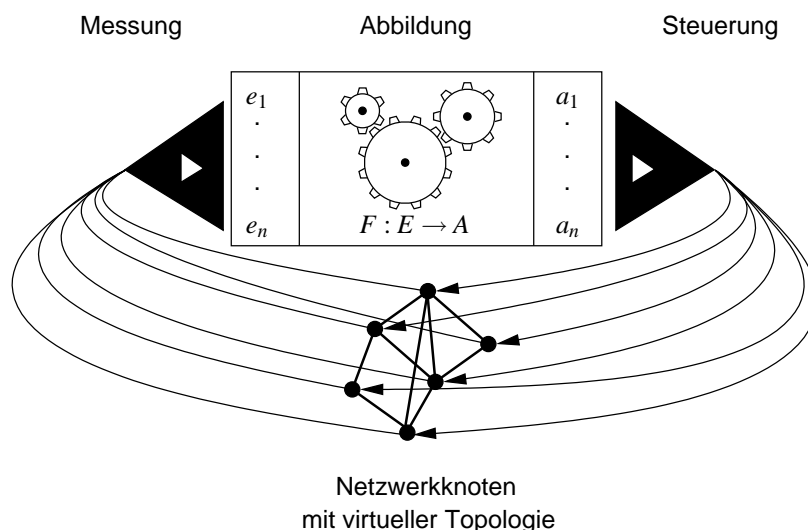 Messung Abbildung Steuerung
e₁ a₁
. .
. .
. .
eₙ F : E → A aₙ
Netzwerkknoten
mit virtueller Topologie